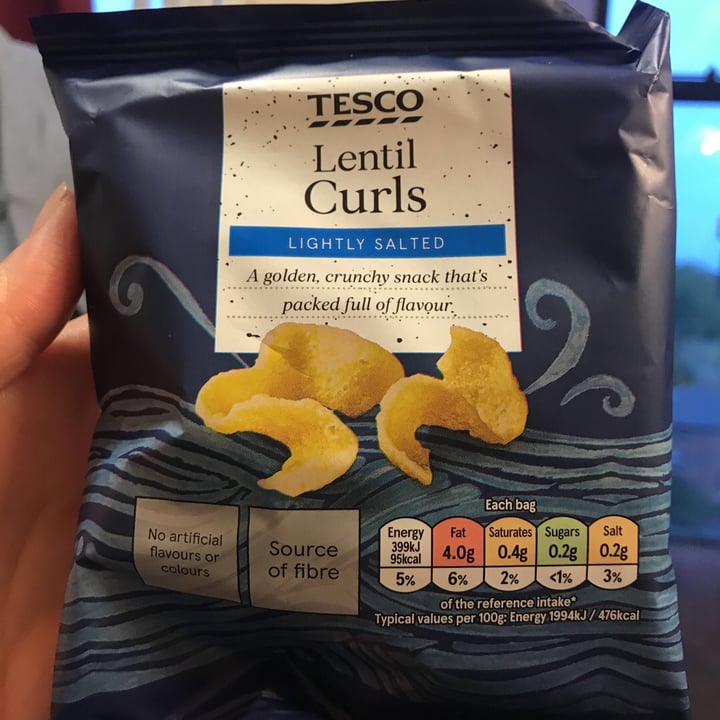 TESCO
Lentil
Curls
LIGHTLY SALTED
A golden, crunchy snack that's
packed full of flavour.
No artificial
flavours or
colours
Source
of fibre
Each bag
Energy Fat Saturates Sugars Salt
399kJ
95kcal 4.0g 0.4g 0.2g 0.2g
5% 6% 2% <1% 3%
of the reference intake*
Typical values per 100g: Energy 1994kJ / 476kcal